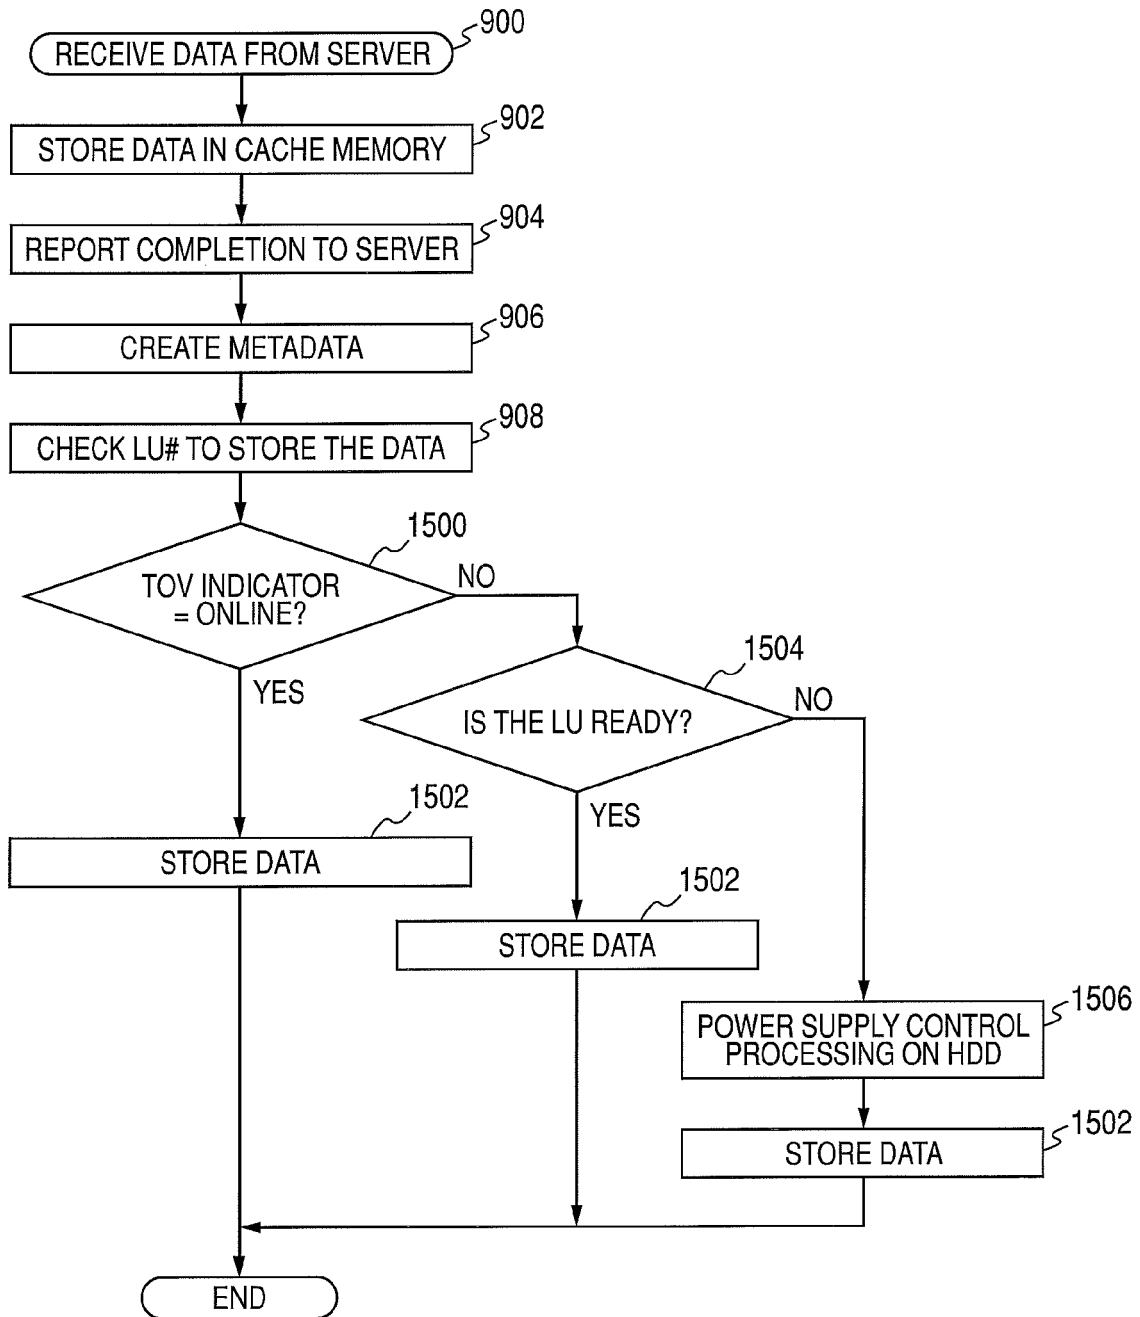 RECEIVE DATA FROM SERVER
900
STORE DATA IN CACHE MEMORY
902
REPORT COMPLETION TO SERVER
904
CREATE METADATA
906
CHECK LU# TO STORE THE DATA
908
TOV INDICATOR
= ONLINE?
1500
NO
YES
IS THE LU READY?
1504
NO
YES
STORE DATA
1502
STORE DATA
1502
POWER SUPPLY CONTROL
PROCESSING ON HDD
1506
STORE DATA
1502
END